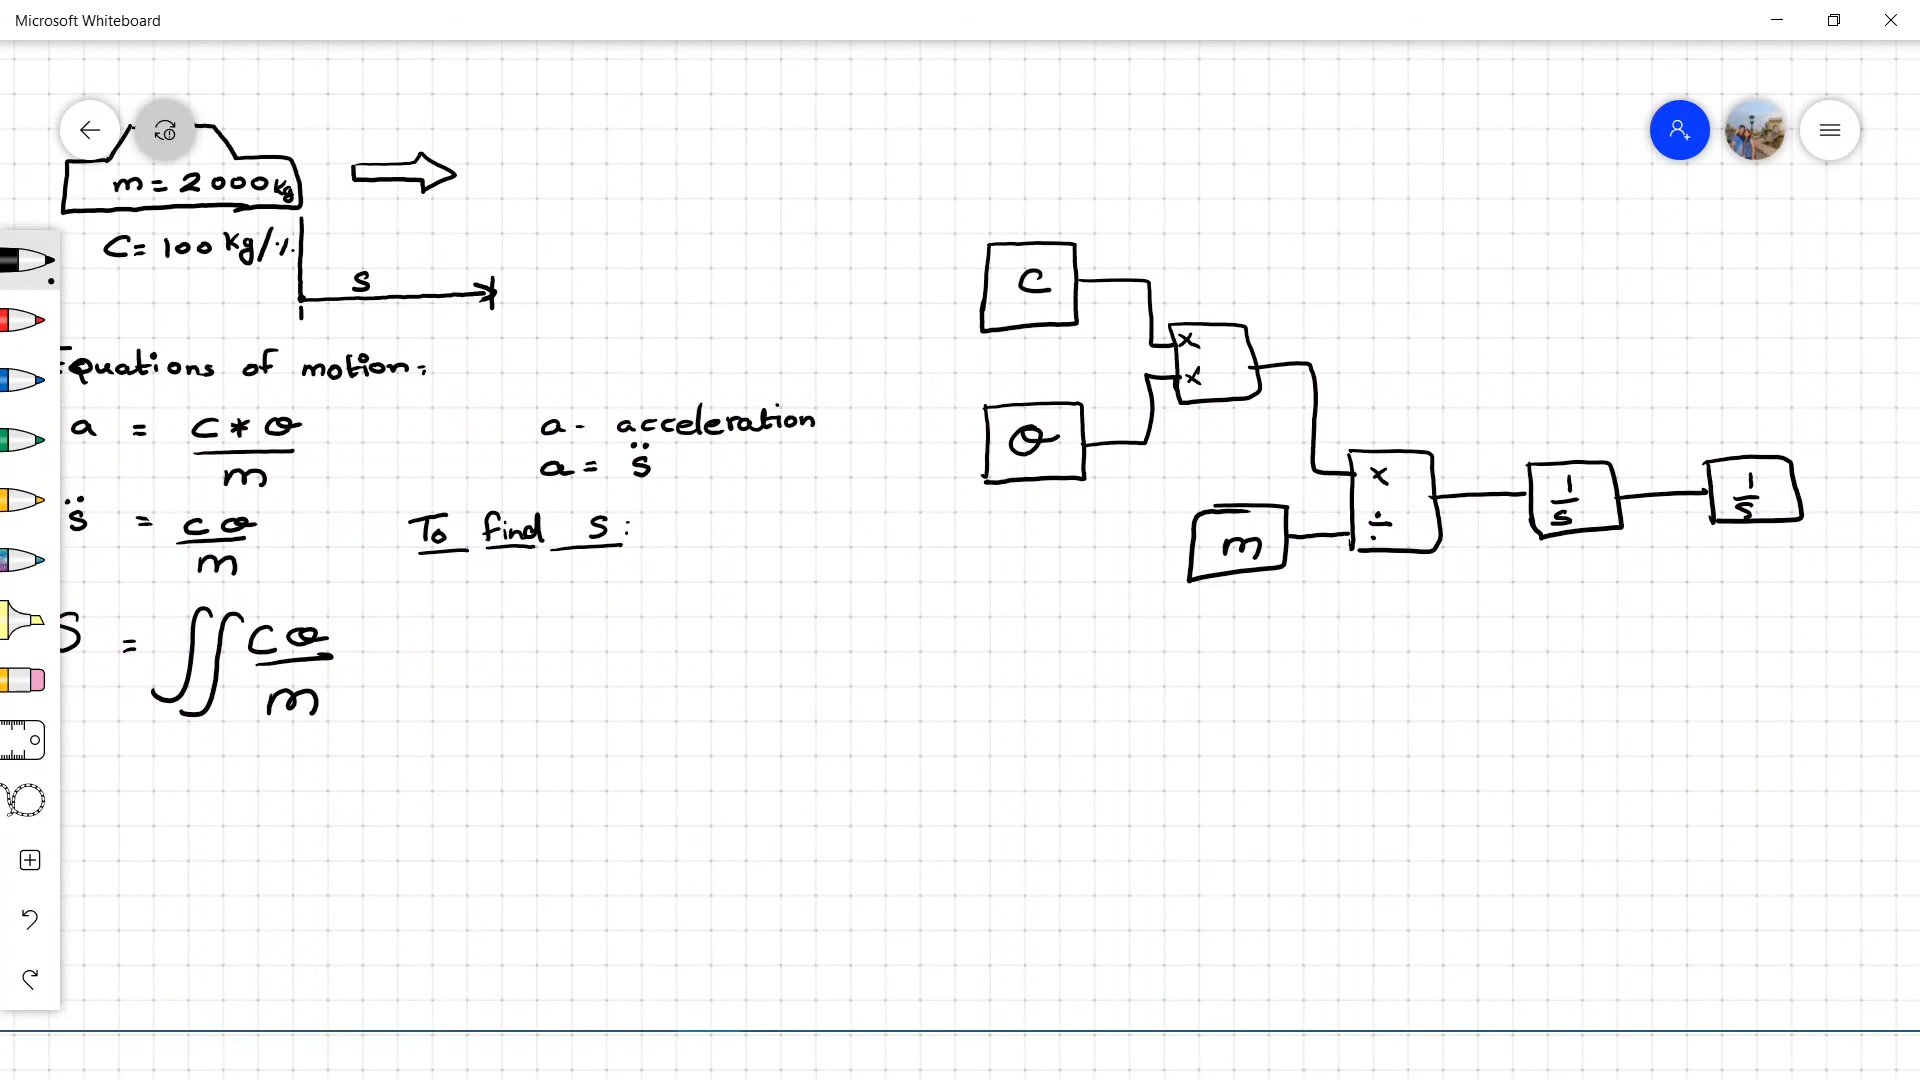 Microsoft Whiteboard
m = 2000kg
C = 100 kg/%
S
Equations of motion:
a = C * θ / m
a - acceleration
a = s̈
s̈ = cθ / m
To find s:
S = ∬ Cθ / m
C
x
x
θ
x
÷
m
1/s
1/s